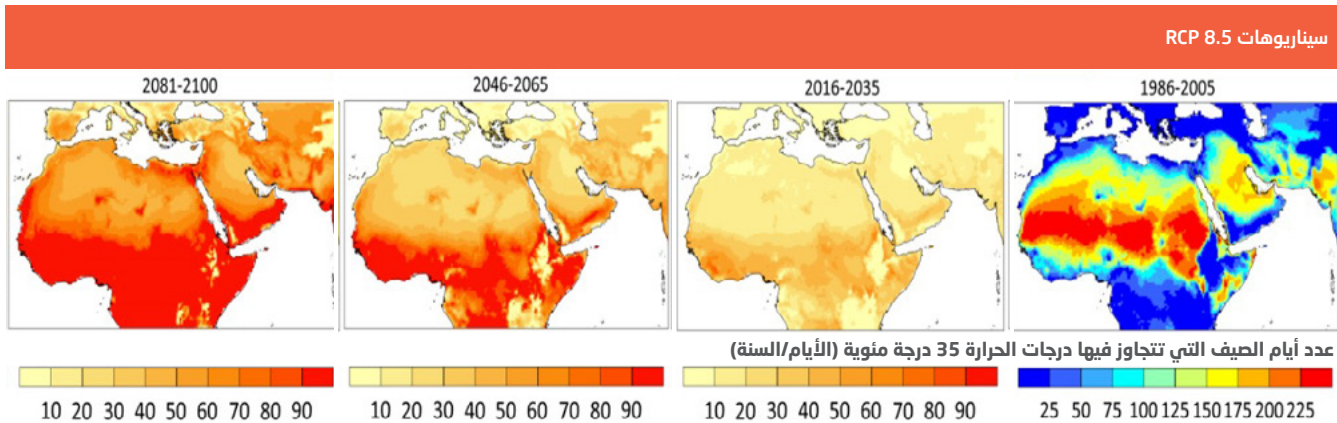 سيناريوهات RCP 8.5
1986-2005
2016-2035
2046-2065
2081-2100
عدد أيام الصيف التي تتجاوز فيها درجات الحرارة 35 درجة مئوية (الأيام/السنة)
25 50 75 100 125 150 175 200 225
10 20 30 40 50 60 70 80 90
10 20 30 40 50 60 70 80 90
10 20 30 40 50 60 70 80 90